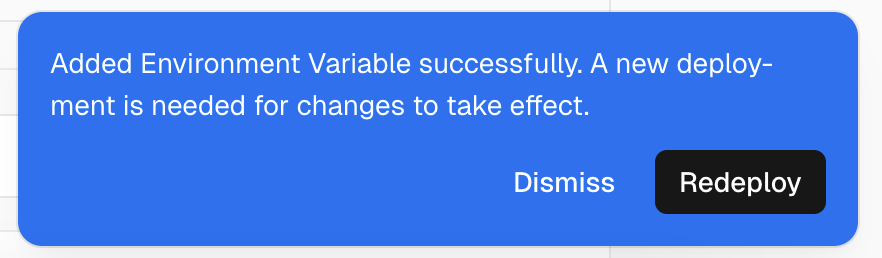 Added Environment Variable successfully. A new deploy-
ment is needed for changes to take effect.
Dismiss
Redeploy